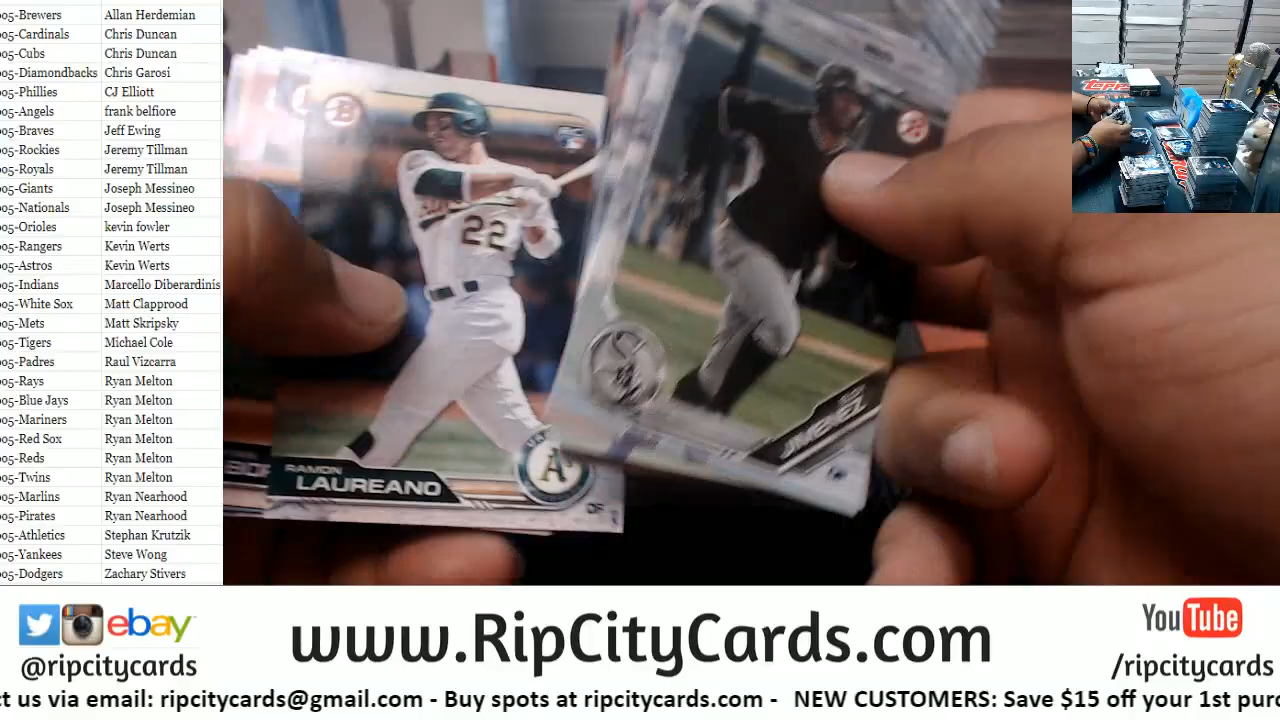 005-Brewers Allan Herdemian
005-Cardinals Chris Duncan
005-Cubs Chris Duncan
005-Diamondbacks Chris Garosi
005-Phillies CJ Elliott
005-Angels frank belfiore
005-Braves Jeff Ewing
005-Rockies Jeremy Tillman
005-Royals Jeremy Tillman
005-Giants Joseph Messineo
005-Nationals Joseph Messineo
005-Orioles kevin fowler
005-Rangers Kevin Werts
005-Astros Kevin Werts
005-Indians Marcello Diberardinis
005-White Sox Matt Clapprood
005-Mets Matt Skripsky
005-Tigers Michael Cole
005-Padres Raul Vizcarra
005-Rays Ryan Melton
005-Blue Jays Ryan Melton
005-Mariners Ryan Melton
005-Red Sox Ryan Melton
005-Reds Ryan Melton
005-Twins Ryan Melton
005-Marlins Ryan Nearhood
005-Pirates Ryan Nearhood
005-Athletics Stephan Krutzik
005-Yankees Steve Wong
005-Dodgers Zachary Stivers
B
22
RAMON
LAUREANO
A's
OF
JIMENEZ
Topps
ebay
@ripcitycards
www.RipCityCards.com
YouTube
/ripcitycards
ct us via email: ripcitycards@gmail.com - Buy spots at ripcitycards.com - NEW CUSTOMERS: Save $15 off your 1st purc